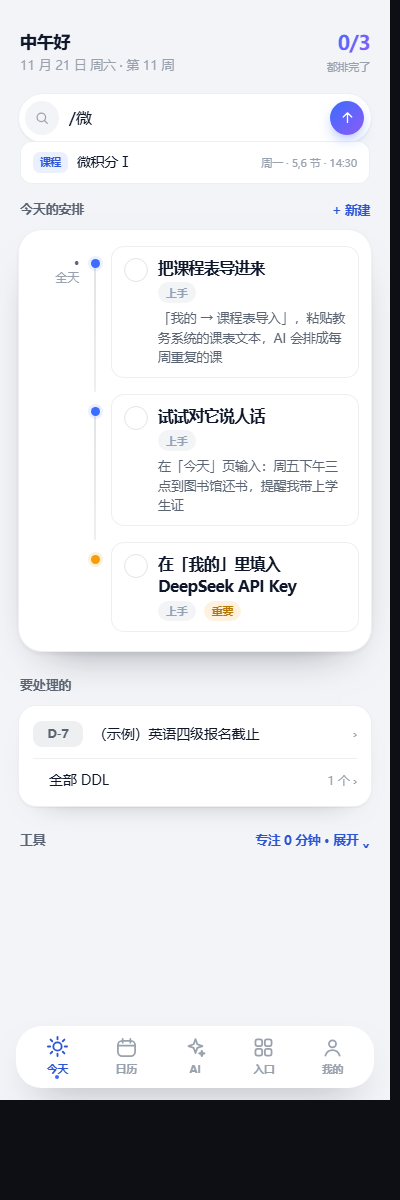 中午好
0/3
11 月 21 日 周六 · 第 11 周
都排完了
/微
课程 微积分 I 周一 · 5,6 节 · 14:30
今天的安排 + 新建
全天
把课程表导进来
上手
「我的 → 课程表导入」，粘贴教
务系统的课表文本，AI 会排成每
周重复的课
试试对它说人话
上手
在「今天」页输入：周五下午三
点到图书馆还书，提醒我带上学
生证
在「我的」里填入
DeepSeek API Key
上手 重要
要处理的
D-7 （示例）英语四级报名截止 ›
全部 DDL 1 个 ›
工具 专注 0 分钟 • 展开
今天 日历 AI 入口 我的